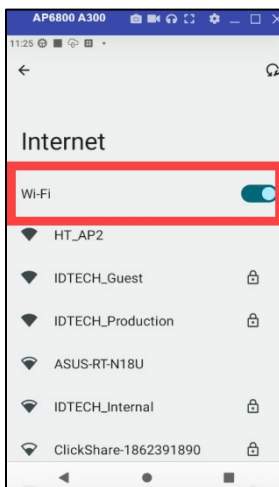 AP6800 A300
11:25
Internet
Wi-Fi
HT_AP2
IDTECH_Guest
IDTECH_Production
ASUS-RT-N18U
IDTECH_Internal
ClickShare-1862391890